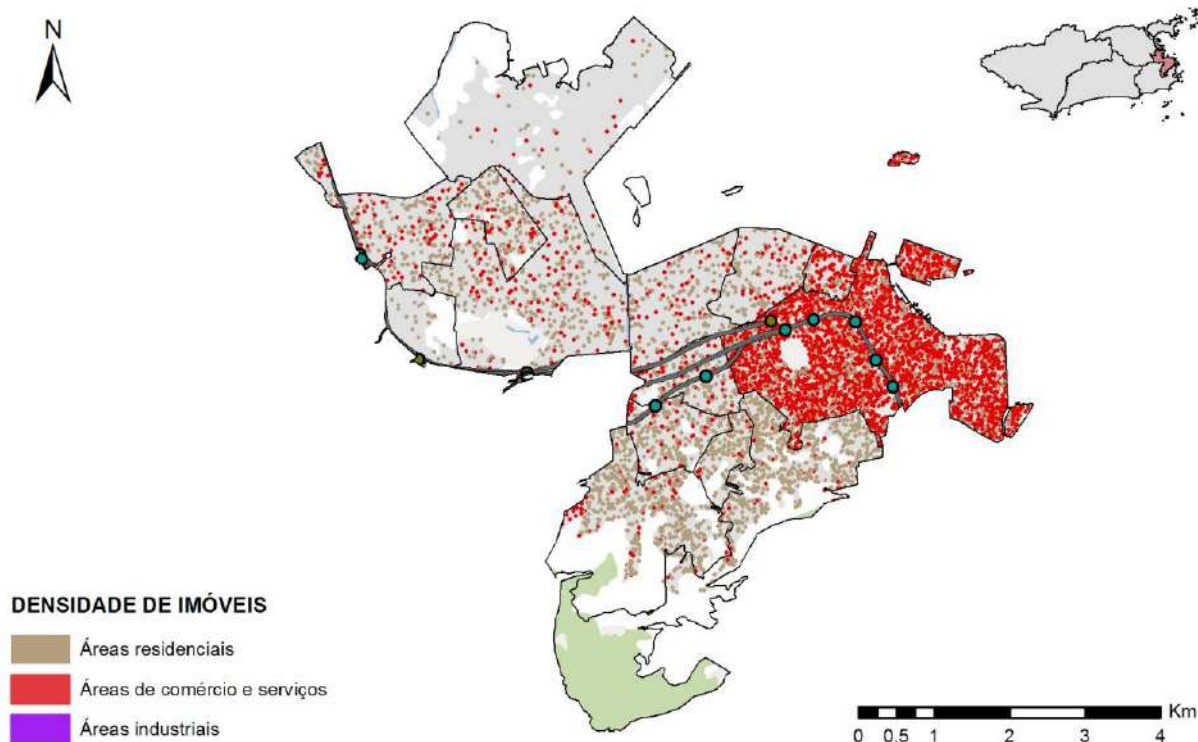 N
DENSIDADE DE IMÓVEIS
Áreas residenciais
Áreas de comércio e serviços
Áreas industriais
Km
0 0.5 1 2 3 4